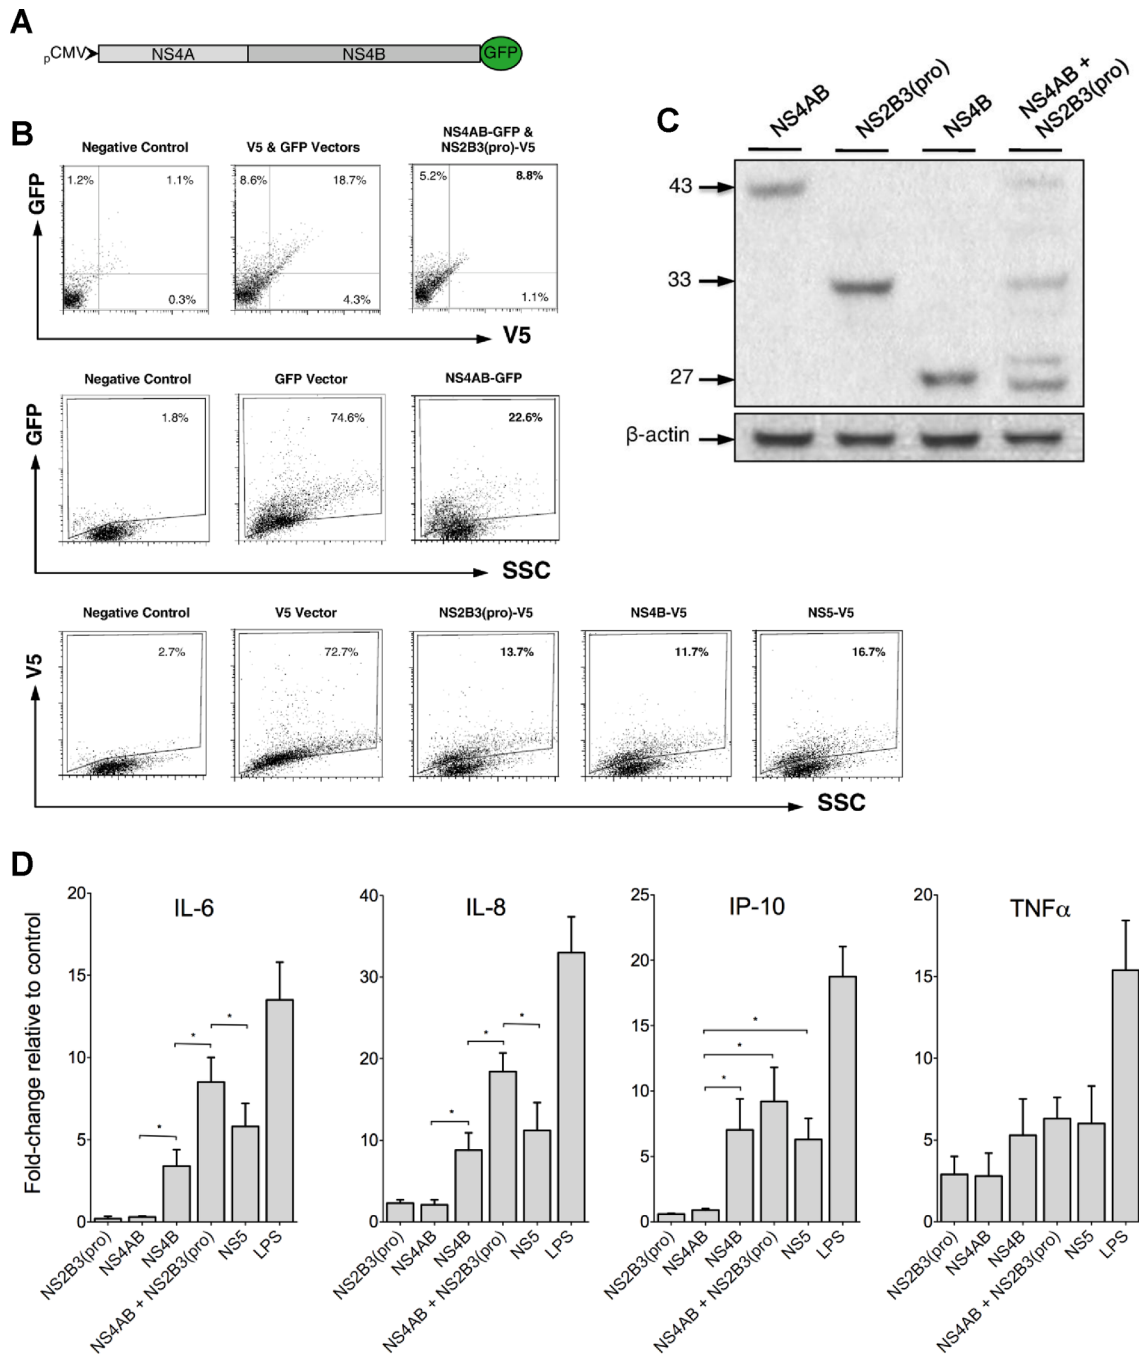 A
pCMV NS4A NS4B GFP
B
Negative Control V5 & GFP Vectors NS4AB-GFP & NS2B3(pro)-V5
GFP
1.2% 1.1% 0.3%
8.6% 18.7% 4.3%
5.2% 8.8% 1.1%
V5
Negative Control GFP Vector NS4AB-GFP
GFP
1.8% 74.6% 22.6%
SSC
Negative Control V5 Vector NS2B3(pro)-V5 NS4B-V5 NS5-V5
V5
2.7% 72.7% 13.7% 11.7% 16.7%
SSC
C
NS4AB
NS2B3(pro)
NS4B
NS4AB +
NS2B3(pro)
43
33
27
β-actin
D
Fold-change relative to control
IL-6
20
15
10
5
0
* * *
NS2B3(pro)
NS4AB
NS4B
NS4AB + NS2B3(pro)
NS5
LPS
IL-8
40
30
20
10
0
* * *
NS2B3(pro)
NS4AB
NS4B
NS4AB + NS2B3(pro)
NS5
LPS
IP-10
25
20
15
10
5
0
* * *
NS2B3(pro)
NS4AB
NS4B
NS4AB + NS2B3(pro)
NS5
LPS
TNFα
20
15
10
5
0
NS2B3(pro)
NS4AB
NS4B
NS4AB + NS2B3(pro)
NS5
LPS